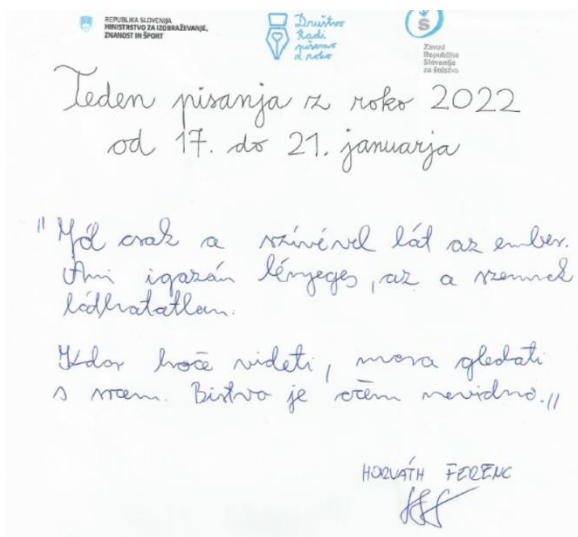 REPUBLIKA SLOVENIJA
MINISTRSTVO ZA IZOBRAŽEVANJE,
ZNANOST IN ŠPORT
Društvo
Radi
pišemo
z roko
Zavod
Republike
Slovenije
za šolstvo
Teden pisanja z roko 2022
od 17. do 21. januarja
"Jól csak a szívével lát az ember.
Ami igazán lényeges, az a szemnek
láthatatlan.
Kdor hoče videti, mora gledati
s srcem. Bistvo je očem nevidno."
HORVÁTH FERENC